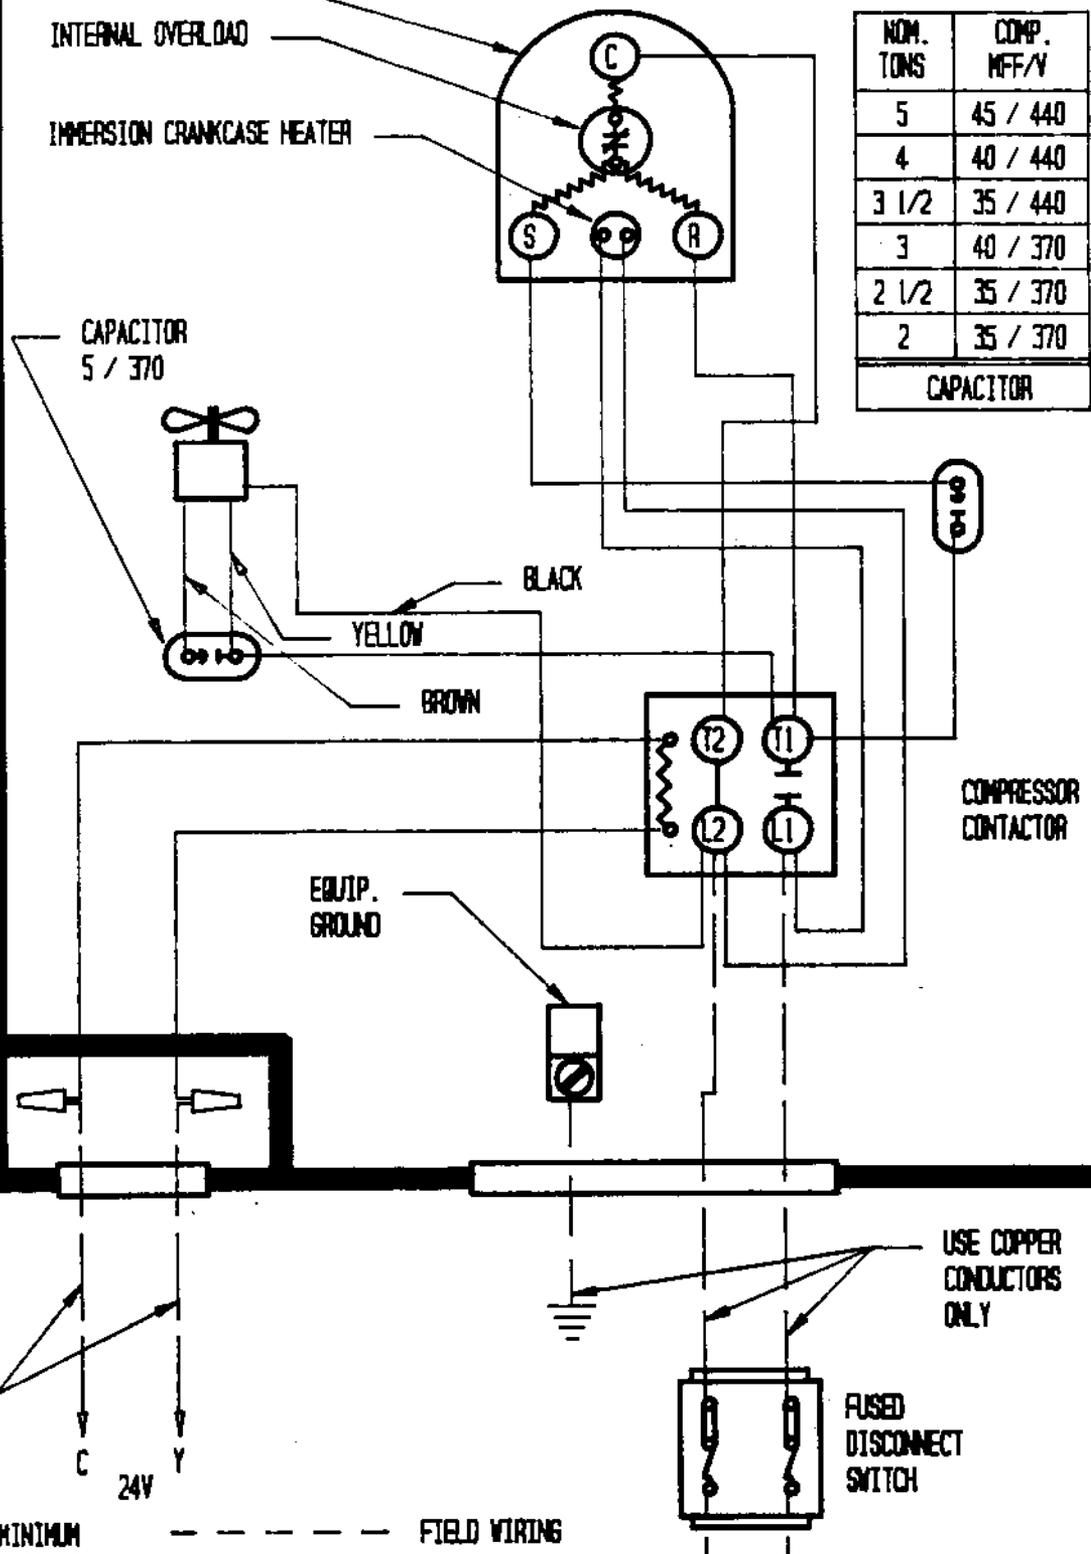 INTERNAL OVERLOAD
IMMERSION CRANKCASE HEATER
C
S
R
NOM. TONS
COMP. MFF/V
5 45 / 440
4 40 / 440
3 1/2 35 / 440
3 40 / 370
2 1/2 35 / 370
2 35 / 370
CAPACITOR
CAPACITOR
5 / 370
BLACK
YELLOW
BROWN
T2 T1
L2 L1
COMPRESSOR
CONTACTOR
EQUIP.
GROUND
USE COPPER
CONDUCTORS
ONLY
FUSED
DISCONNECT
SWITCH
C Y
24V
MINIMUM
FIELD WIRING